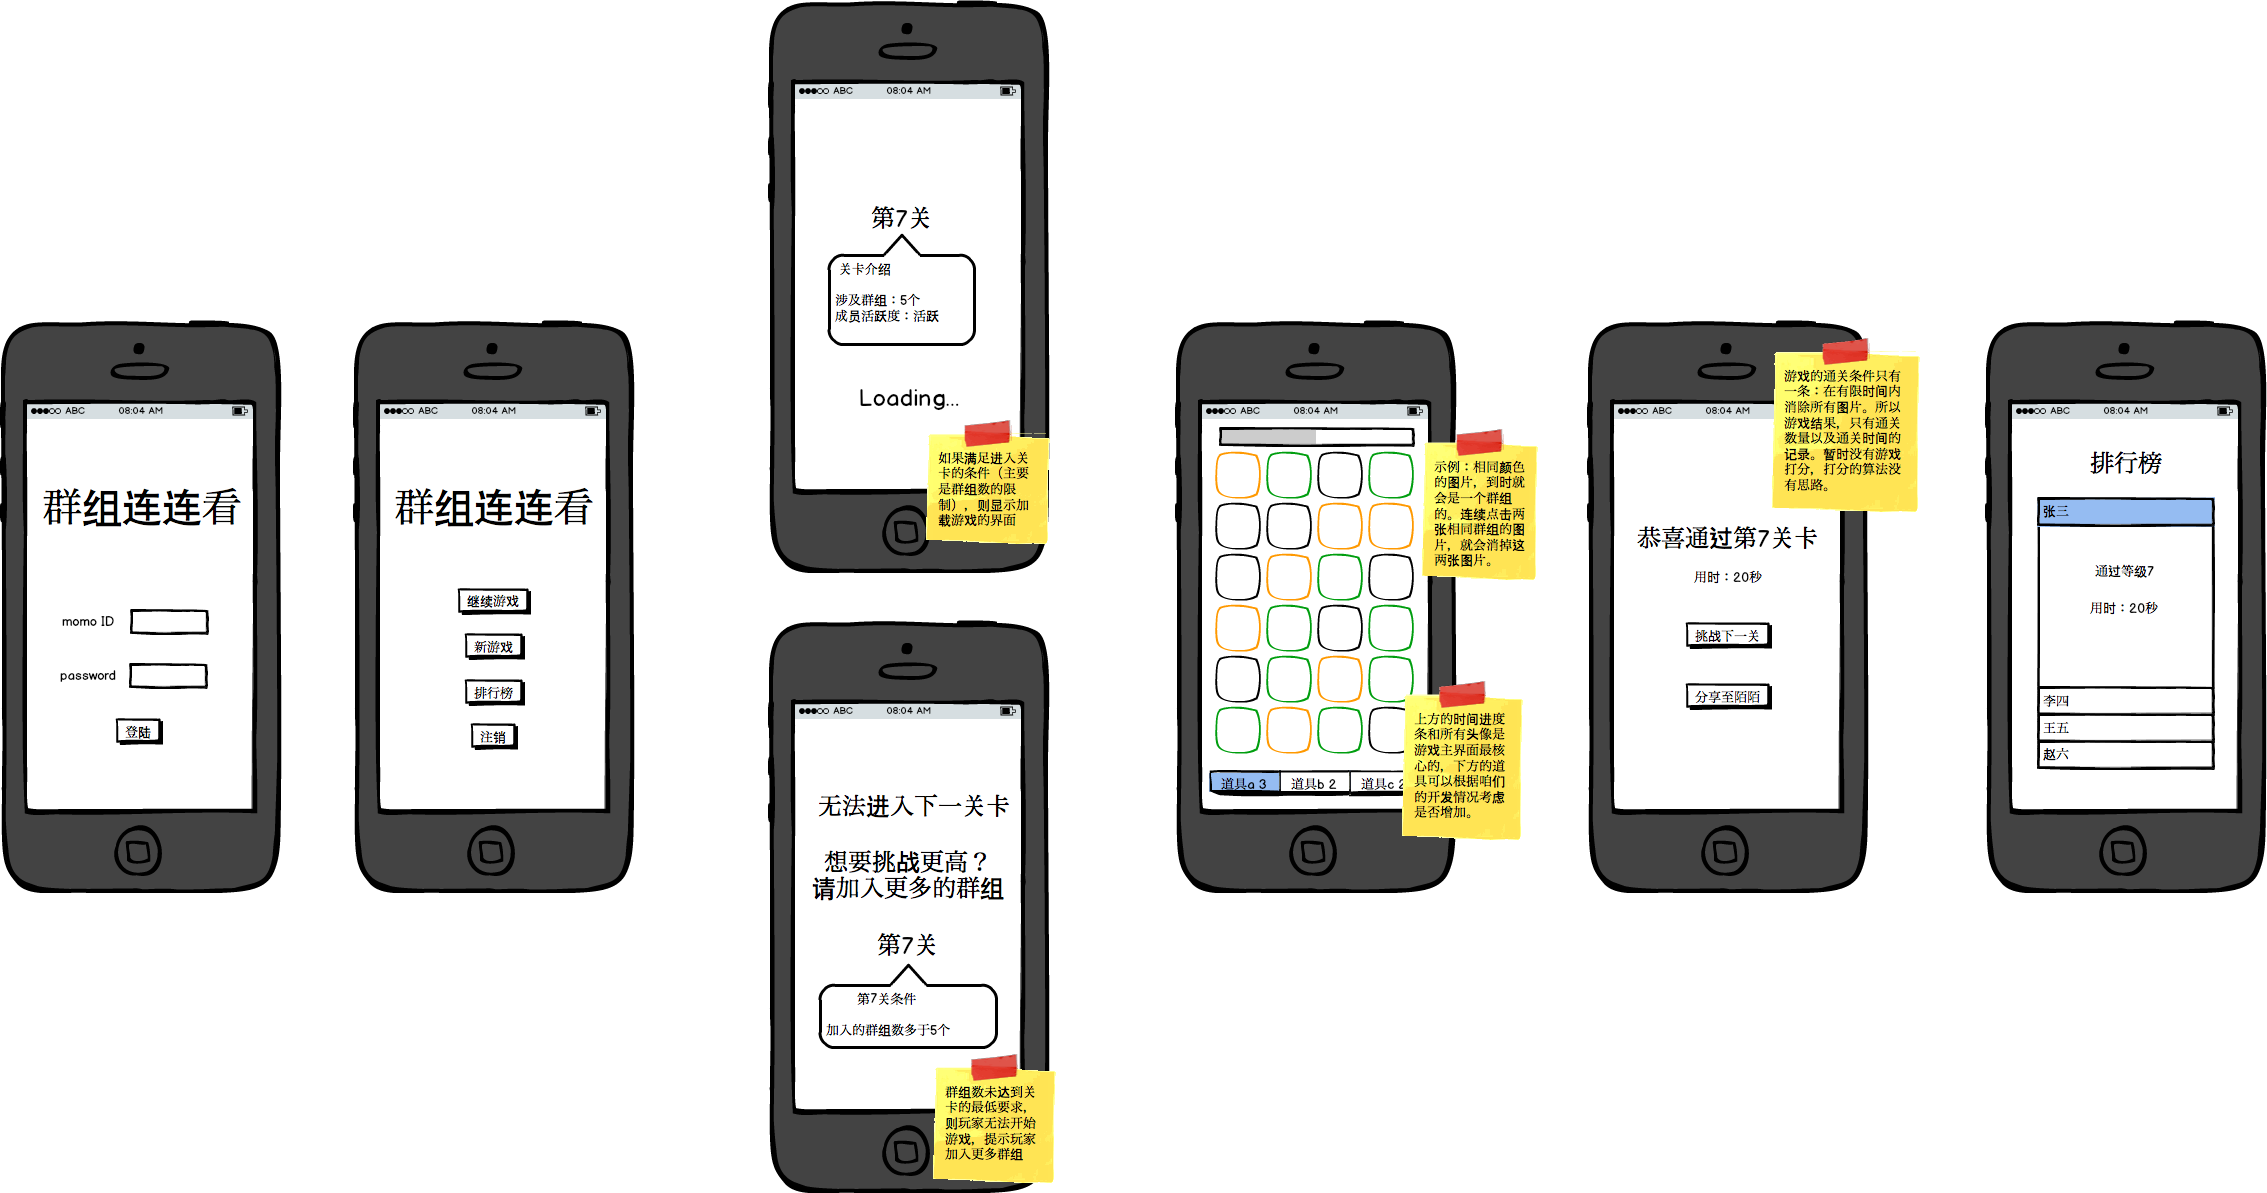 ABC 08:04 AM
群组连连看
momo ID
password
登陆
ABC 08:04 AM
群组连连看
继续游戏
新游戏
排行榜
注销
ABC 08:04 AM
第7关
关卡介绍
涉及群组：5个
成员活跃度：活跃
Loading...
如果满足进入关
卡的条件（主要
是群组数的限
制），则显示加
载游戏的界面
ABC 08:04 AM
无法进入下一关卡
想要挑战更高？
请加入更多的群组
第7关
第7关条件
加入的群组数多于5个
群组数未达到关
卡的最低要求，
则玩家无法开始
游戏，提示玩家
加入更多群组
ABC 08:04 AM
示例：相同颜色
的图片，到时就
会是一个群组
的。连续点击两
张相同群组的图
片，就会消掉这
两张图片。
道具a 3 道具b 2 道具c 2
上方的时间进度
条和所有头像是
游戏主界面最核
心的，下方的道
具可以根据咱们
的开发情况考虑
是否增加。
ABC 08:04 AM
游戏的通关条件只有
一条：在有限时间内
消除所有图片。所以
游戏结果，只有通关
数量以及通关时间的
记录。暂时没有游戏
打分，打分的算法没
有思路。
恭喜通过第7关卡
用时：20秒
挑战下一关
分享至陌陌
ABC 08:04 AM
排行榜
张三
通过等级7
用时：20秒
李四
王五
赵六